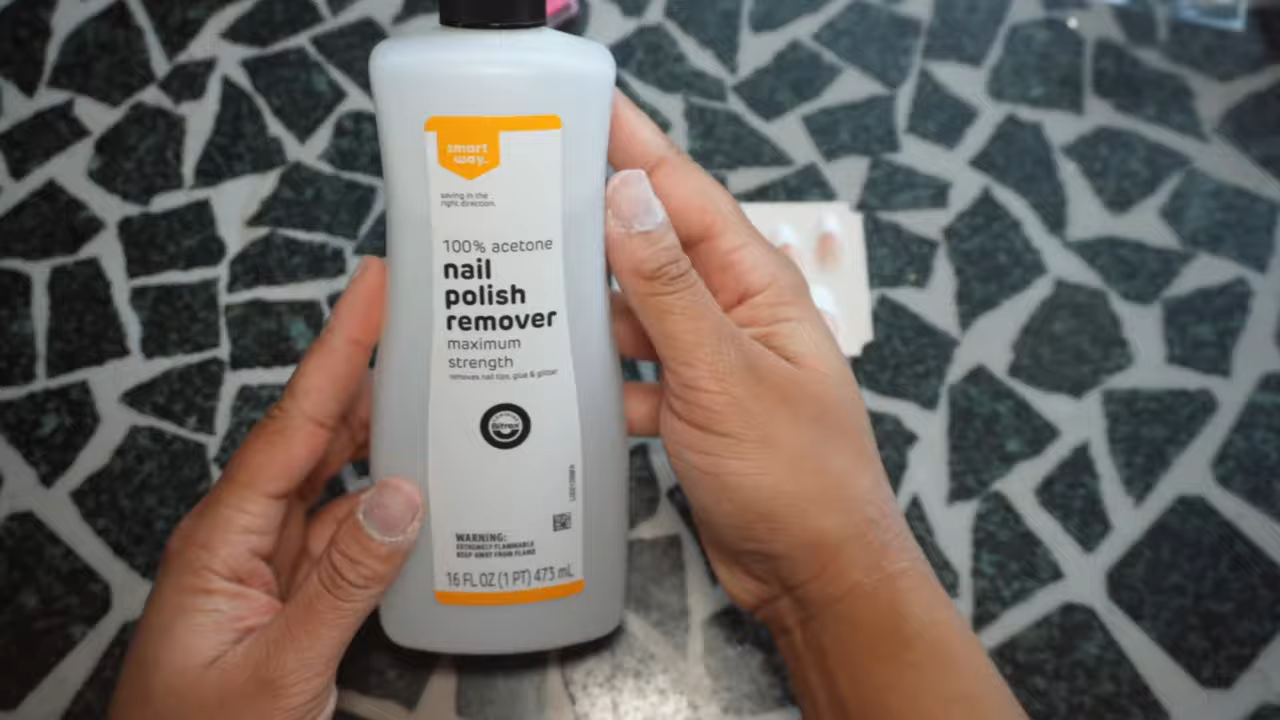 smart
way.
saving in the
right direction.
100% acetone
nail
polish
remover
maximum
strength
removes nail tips, glue & glitter
Bitrex
WARNING:
EXTREMELY FLAMMABLE
KEEP AWAY FROM FLAME
16 FL OZ (1 PT) 473 mL